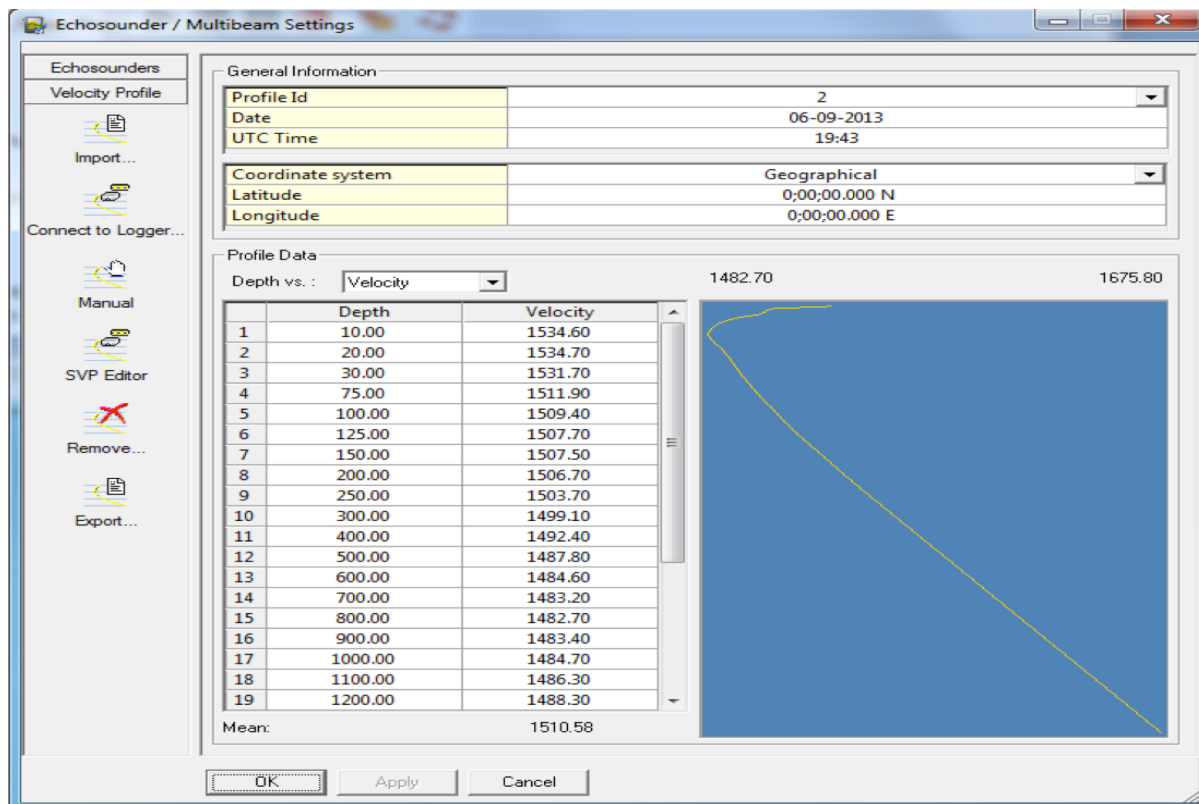 Echosounder / Multibeam Settings
Echosounders
Velocity Profile
Import...
Connect to Logger...
Manual
SVP Editor
Remove...
Export...
General Information
Profile Id 2
Date 06-09-2013
UTC Time 19:43
Coordinate system Geographical
Latitude 0;00;00.000 N
Longitude 0;00;00.000 E
Profile Data
Depth vs. : Velocity
1482.70 1675.80
Depth Velocity
1 10.00 1534.60
2 20.00 1534.70
3 30.00 1531.70
4 75.00 1511.90
5 100.00 1509.40
6 125.00 1507.70
7 150.00 1507.50
8 200.00 1506.70
9 250.00 1503.70
10 300.00 1499.10
11 400.00 1492.40
12 500.00 1487.80
13 600.00 1484.60
14 700.00 1483.20
15 800.00 1482.70
16 900.00 1483.40
17 1000.00 1484.70
18 1100.00 1486.30
19 1200.00 1488.30
Mean: 1510.58
OK Apply Cancel